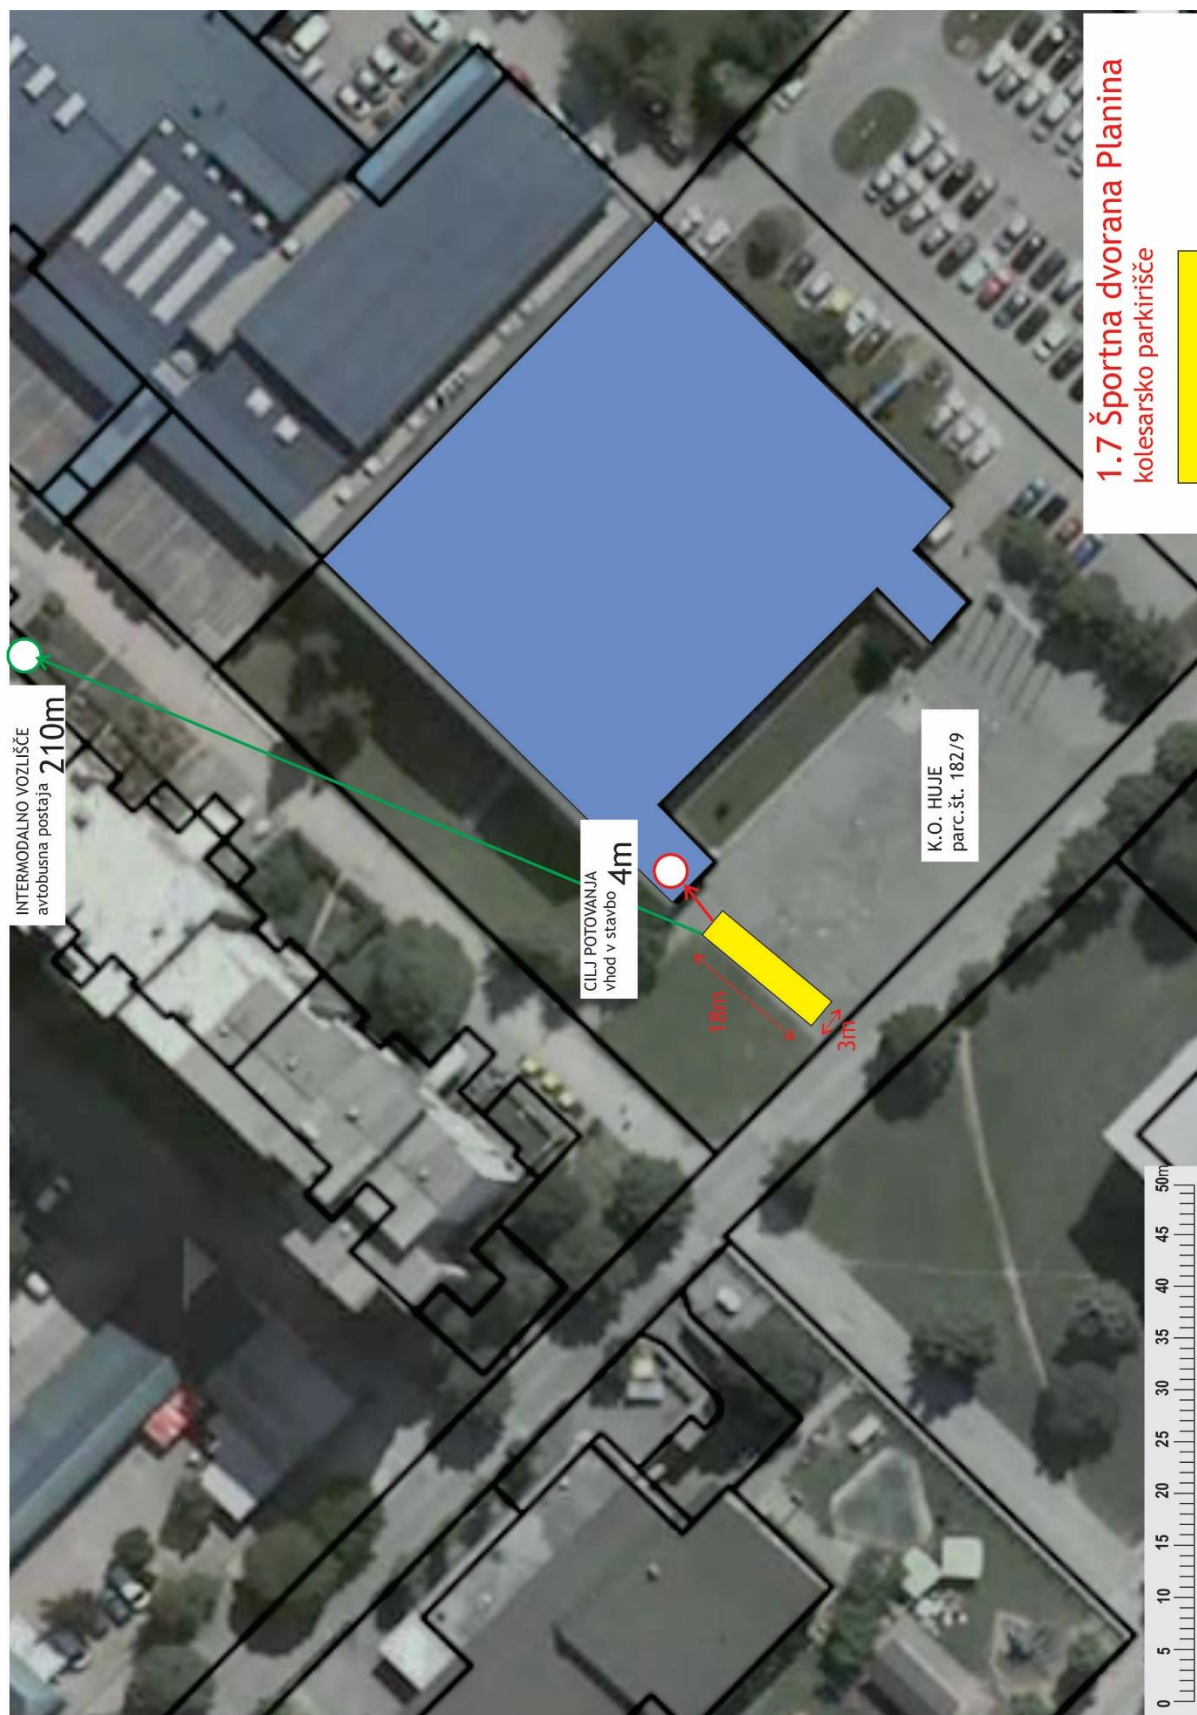 1.7 Športna dvorana Planina
kolesarsko parkirišče
INTERMODALNO VOZLIŠČE
avtobusna postaja 210m
CILJ POTOVANJA
vhod v stavbo 4m
18m
3m
K.O. HUJE
parc.št. 182/9
0 5 10 15 20 25 30 35 40 45 50m